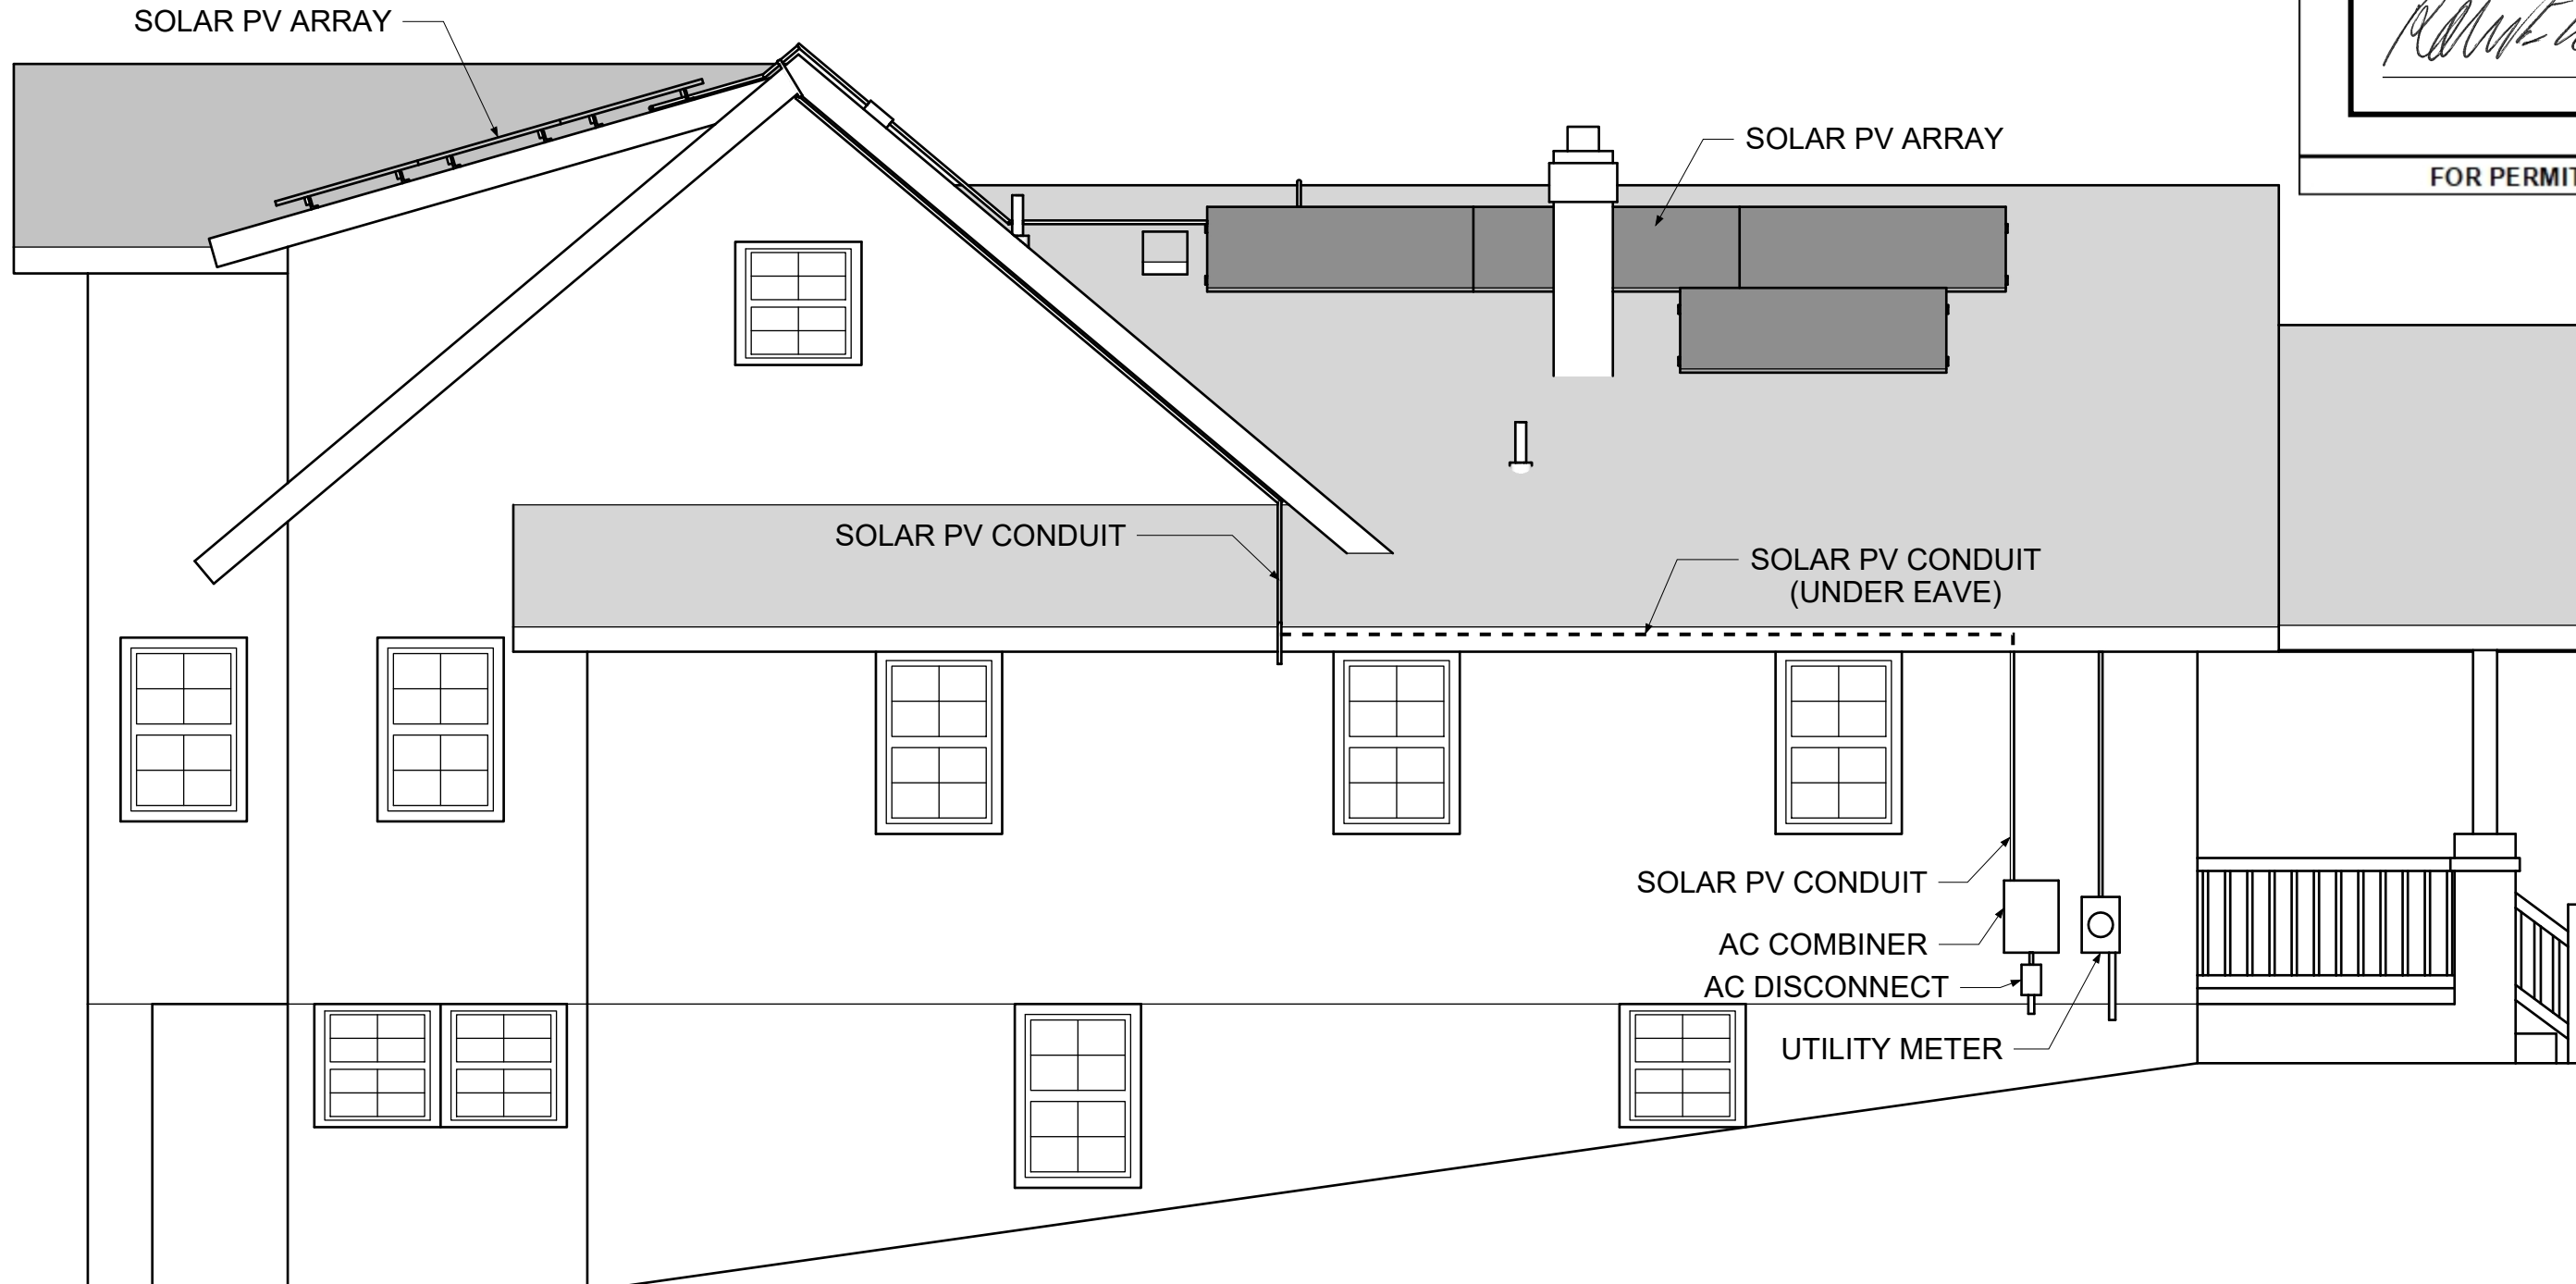 SOLAR PV ARRAY
SOLAR PV ARRAY
FOR PERMIT
SOLAR PV CONDUIT
SOLAR PV CONDUIT
(UNDER EAVE)
SOLAR PV CONDUIT
AC COMBINER
AC DISCONNECT
UTILITY METER